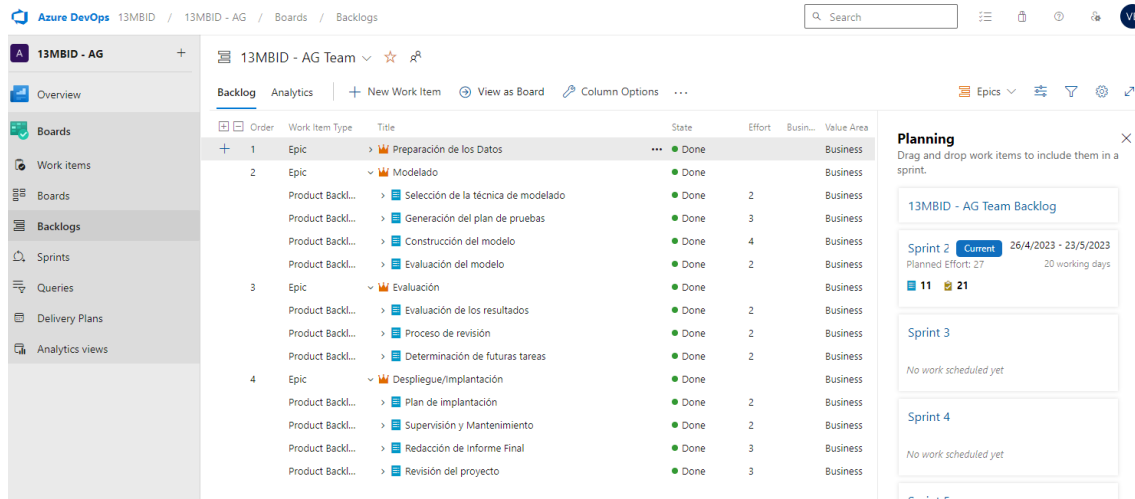 Azure DevOps 13MBID / 13MBID - AG / Boards / Backlogs Search
A 13MBID - AG +
Overview
Boards
Work items
Boards
Backlogs
Sprints
Queries
Delivery Plans
Analytics views
13MBID - AG Team
Backlog Analytics + New Work Item View as Board Column Options ... Epics
Order Work Item Type Title State Effort Busin... Value Area
1 Epic Preparación de los Datos ... Done Business
2 Epic Modelado Done Business
Product Backl... Selección de la técnica de modelado Done 2 Business
Product Backl... Generación del plan de pruebas Done 3 Business
Product Backl... Construcción del modelo Done 4 Business
Product Backl... Evaluación del modelo Done 2 Business
3 Epic Evaluación Done Business
Product Backl... Evaluación de los resultados Done 2 Business
Product Backl... Proceso de revisión Done 2 Business
Product Backl... Determinación de futuras tareas Done 2 Business
4 Epic Despliegue/Implantación Done Business
Product Backl... Plan de implantación Done 2 Business
Product Backl... Supervisión y Mantenimiento Done 2 Business
Product Backl... Redacción de Informe Final Done 3 Business
Product Backl... Revisión del proyecto Done 3 Business
Planning
Drag and drop work items to include them in a
sprint.
13MBID - AG Team Backlog
Sprint 2 Current 26/4/2023 - 23/5/2023
Planned Effort: 27 20 working days
11 21
Sprint 3
No work scheduled yet
Sprint 4
No work scheduled yet